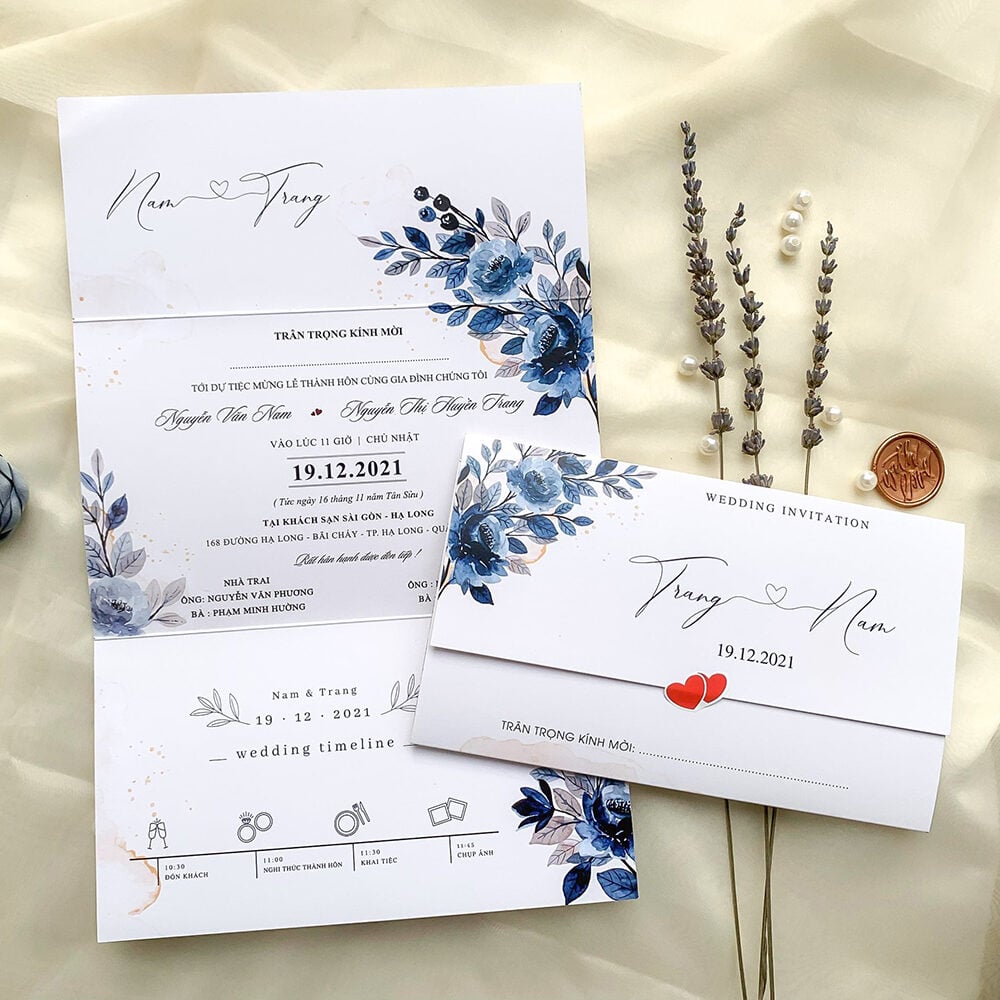 Nam Trang
TRÂN TRỌNG KÍNH MỜI
TỚI DỰ TIỆC MỪNG LỄ THÀNH HÔN CÙNG GIA ĐÌNH CHÚNG TÔI
Nguyễn Văn Nam Nguyễn Thị Huyền Trang
VÀO LÚC 11 GIỜ | CHỦ NHẬT
19.12.2021
( Tức ngày 16 tháng 11 năm Tân Sửu )
TẠI KHÁCH SẠN SÀI GÒN - HẠ LONG
168 ĐƯỜNG HẠ LONG - BÃI CHÁY - TP. HẠ LONG -
Rất hân hạnh được đón tiếp !
NHÀ TRAI
ÔNG: NGUYỄN VĂN PHƯƠNG
BÀ : PHẠM MINH HƯỜNG
ÔNG :
BÀ :
Nam & Trang
19 · 12 · 2021
wedding timeline
10:30
ĐÓN KHÁCH
11:00
NGHI THỨC THÀNH HÔN
11:30
KHAI TIỆC
11:45
CHỤP ẢNH
WEDDING INVITATION
Trang Nam
19.12.2021
TRÂN TRỌNG KÍNH MỜI: